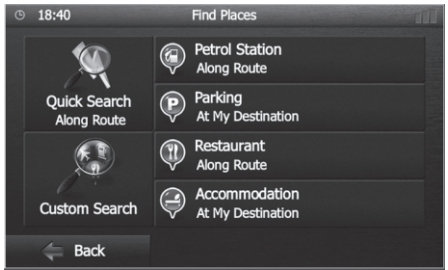 18:40 Find Places
Quick Search
Along Route
Custom Search
Petrol Station
Along Route
P Parking
At My Destination
Restaurant
Along Route
Accommodation
At My Destination
Back